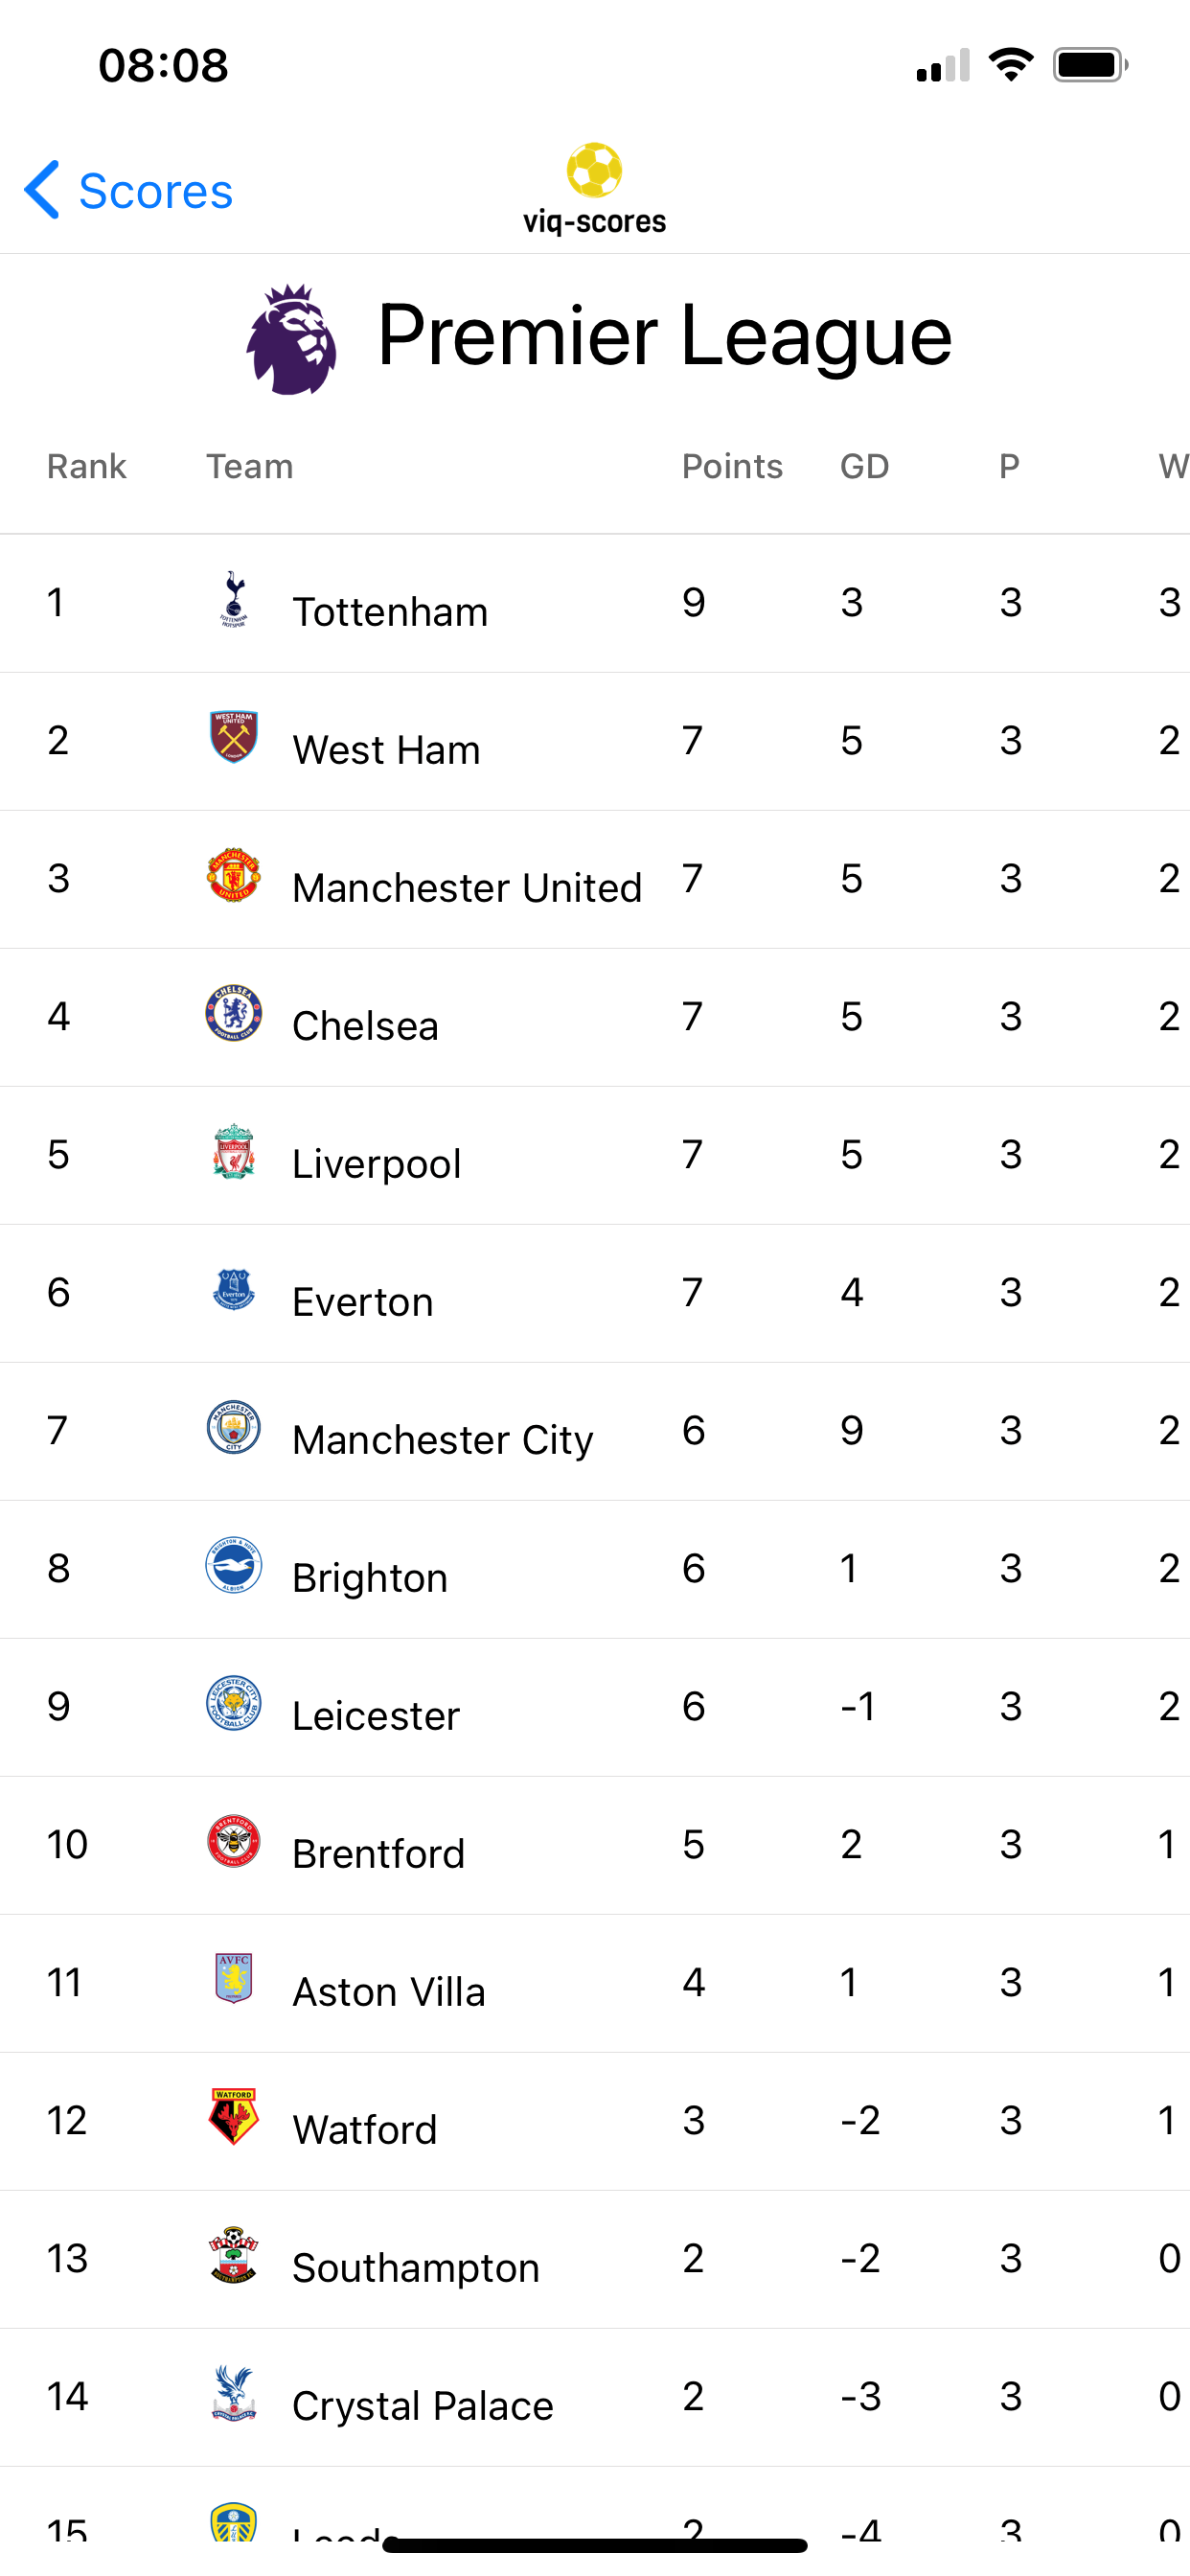 08:08
Scores
viq-scores
Premier League
Rank Team Points GD P W
1 Tottenham 9 3 3 3
2 West Ham 7 5 3 2
3 Manchester United 7 5 3 2
4 Chelsea 7 5 3 2
5 Liverpool 7 5 3 2
6 Everton 7 4 3 2
7 Manchester City 6 9 3 2
8 Brighton 6 1 3 2
9 Leicester 6 -1 3 2
10 Brentford 5 2 3 1
11 Aston Villa 4 1 3 1
12 Watford 3 -2 3 1
13 Southampton 2 -2 3 0
14 Crystal Palace 2 -3 3 0
15 Leeds 2 -4 3 0